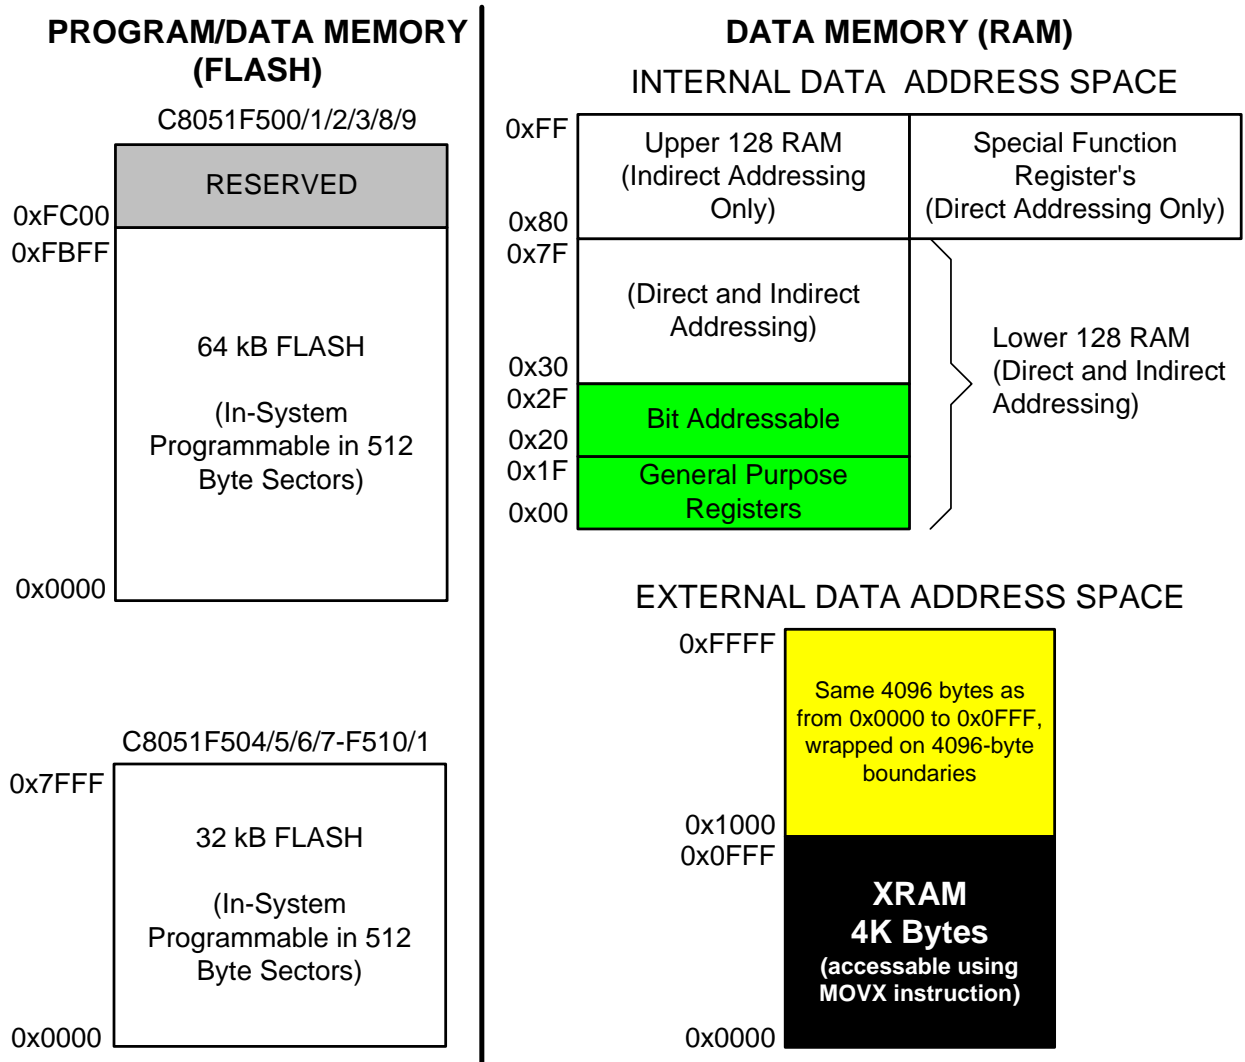 PROGRAM/DATA MEMORY
(FLASH)
C8051F500/1/2/3/8/9
RESERVED
0xFC00
0xFBFF
64 kB FLASH
(In-System
Programmable in 512
Byte Sectors)
0x0000
C8051F504/5/6/7-F510/1
0x7FFF
32 kB FLASH
(In-System
Programmable in 512
Byte Sectors)
0x0000
DATA MEMORY (RAM)
INTERNAL DATA ADDRESS SPACE
0xFF
Upper 128 RAM
(Indirect Addressing
Only)
Special Function
Register's
(Direct Addressing Only)
0x80
0x7F
(Direct and Indirect
Addressing)
Lower 128 RAM
(Direct and Indirect
Addressing)
0x30
0x2F
Bit Addressable
0x20
0x1F
General Purpose
Registers
0x00
EXTERNAL DATA ADDRESS SPACE
0xFFFF
Same 4096 bytes as
from 0x0000 to 0x0FFF,
wrapped on 4096-byte
boundaries
0x1000
0x0FFF
XRAM
4K Bytes
(accessable using
MOVX instruction)
0x0000